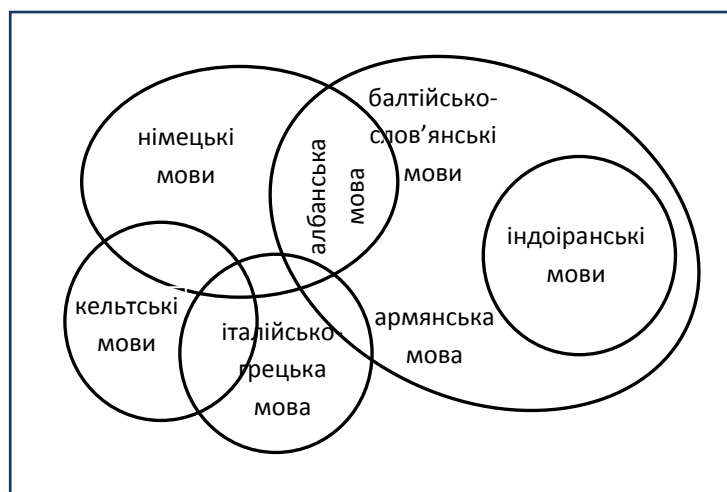 німецькі
мови
балтійсько-
слов'янські
мови
албанська
мова
індоіранські
мови
кельтські
мови
італійсько-
грецька
мова
армянська
мова